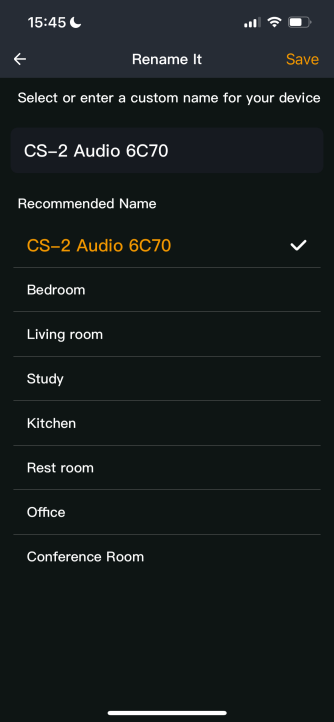 15:45
Rename It
Save
Select or enter a custom name for your device
CS-2 Audio 6C70
Recommended Name
CS-2 Audio 6C70
Bedroom
Living room
Study
Kitchen
Rest room
Office
Conference Room